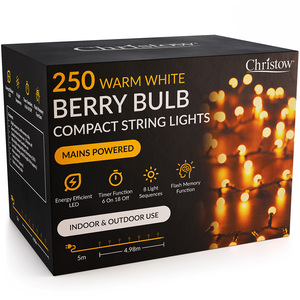 Christow®
250 WARM WHITE
BERRY BULB
COMPACT STRING LIGHTS
MAINS POWERED
Energy Efficient
LED
Timer Function
6 On 18 Off
8 Light
Sequences
Flash Memory
Function
INDOOR & OUTDOOR USE
5m
4.98m